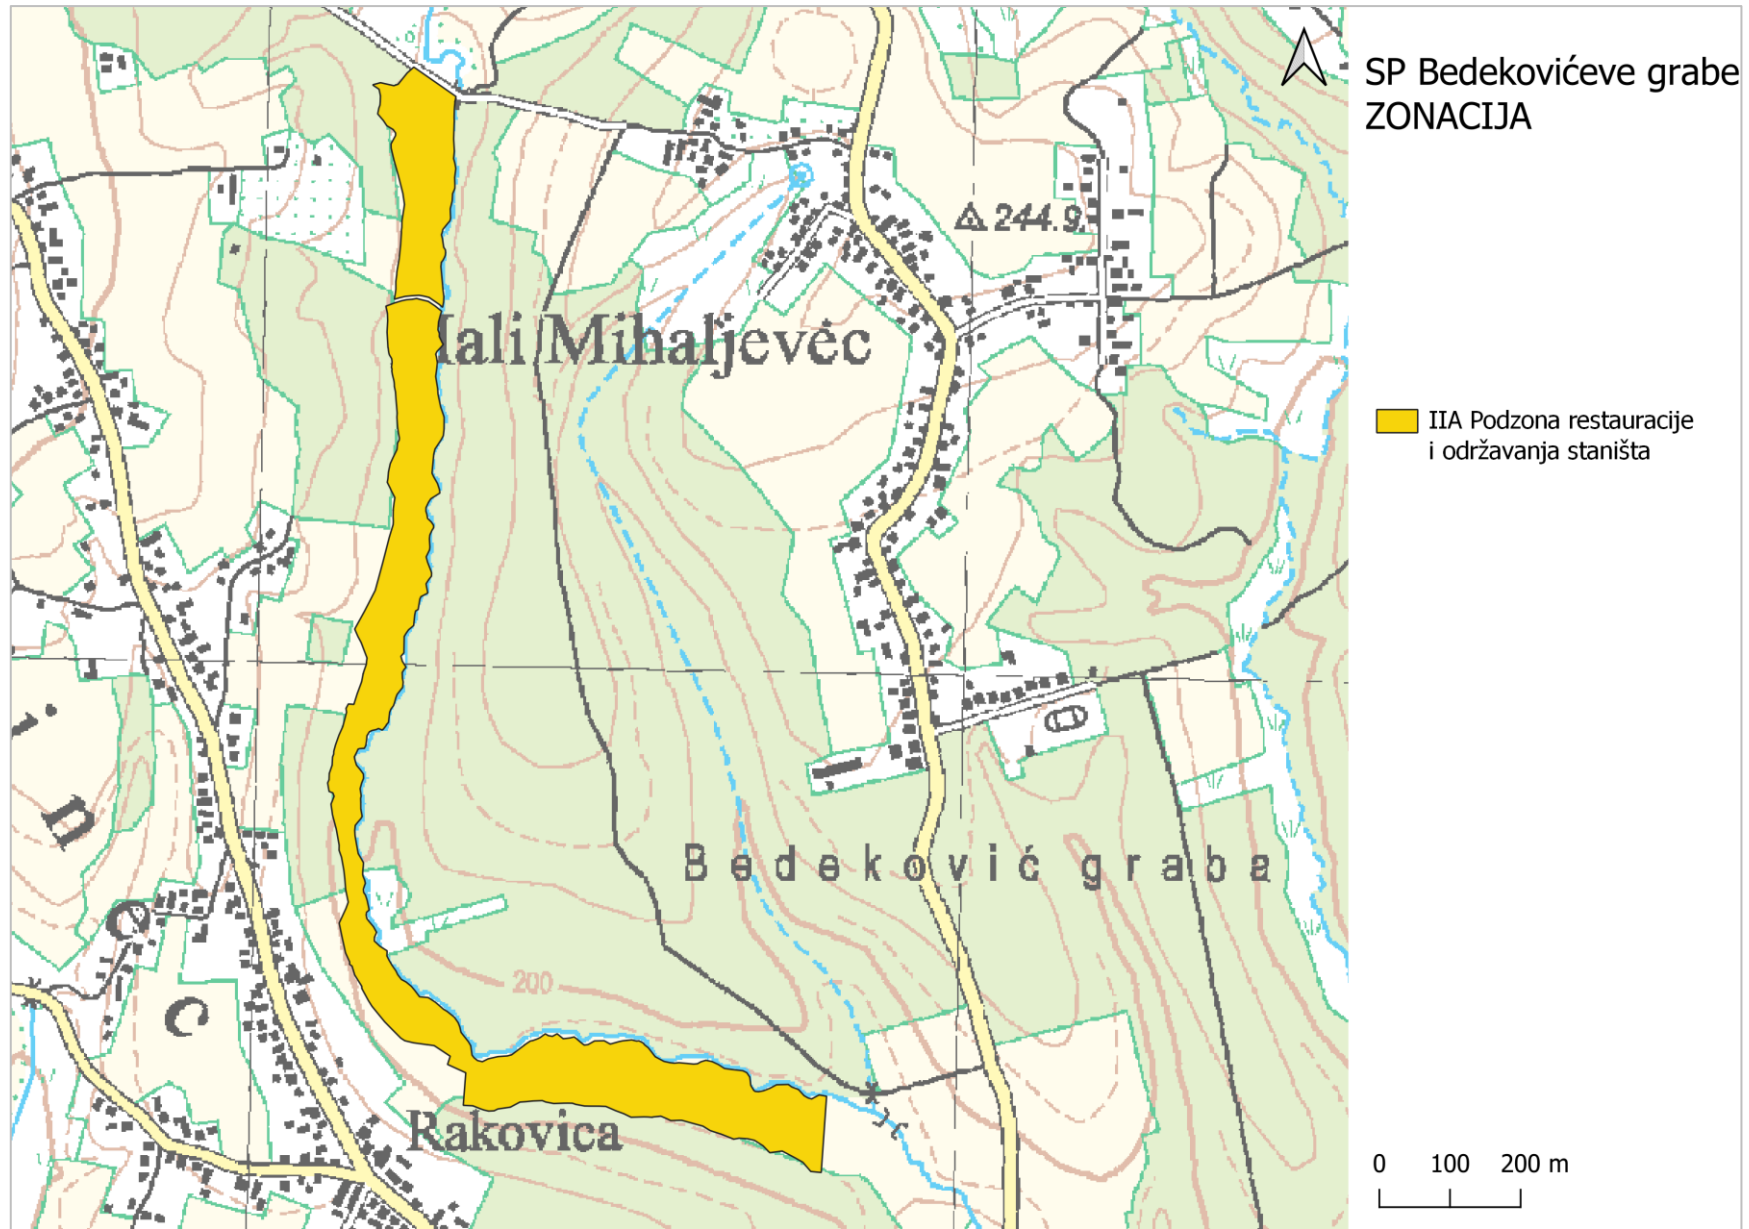 SP Bedekovićeve grabe
ZONACIJA
244.9
lali Mihaljevec
IIA Podzona restauracije
i održavanja staništa
i
n
Bedeković graba
e
c
200
Rakovica
0 100 200 m